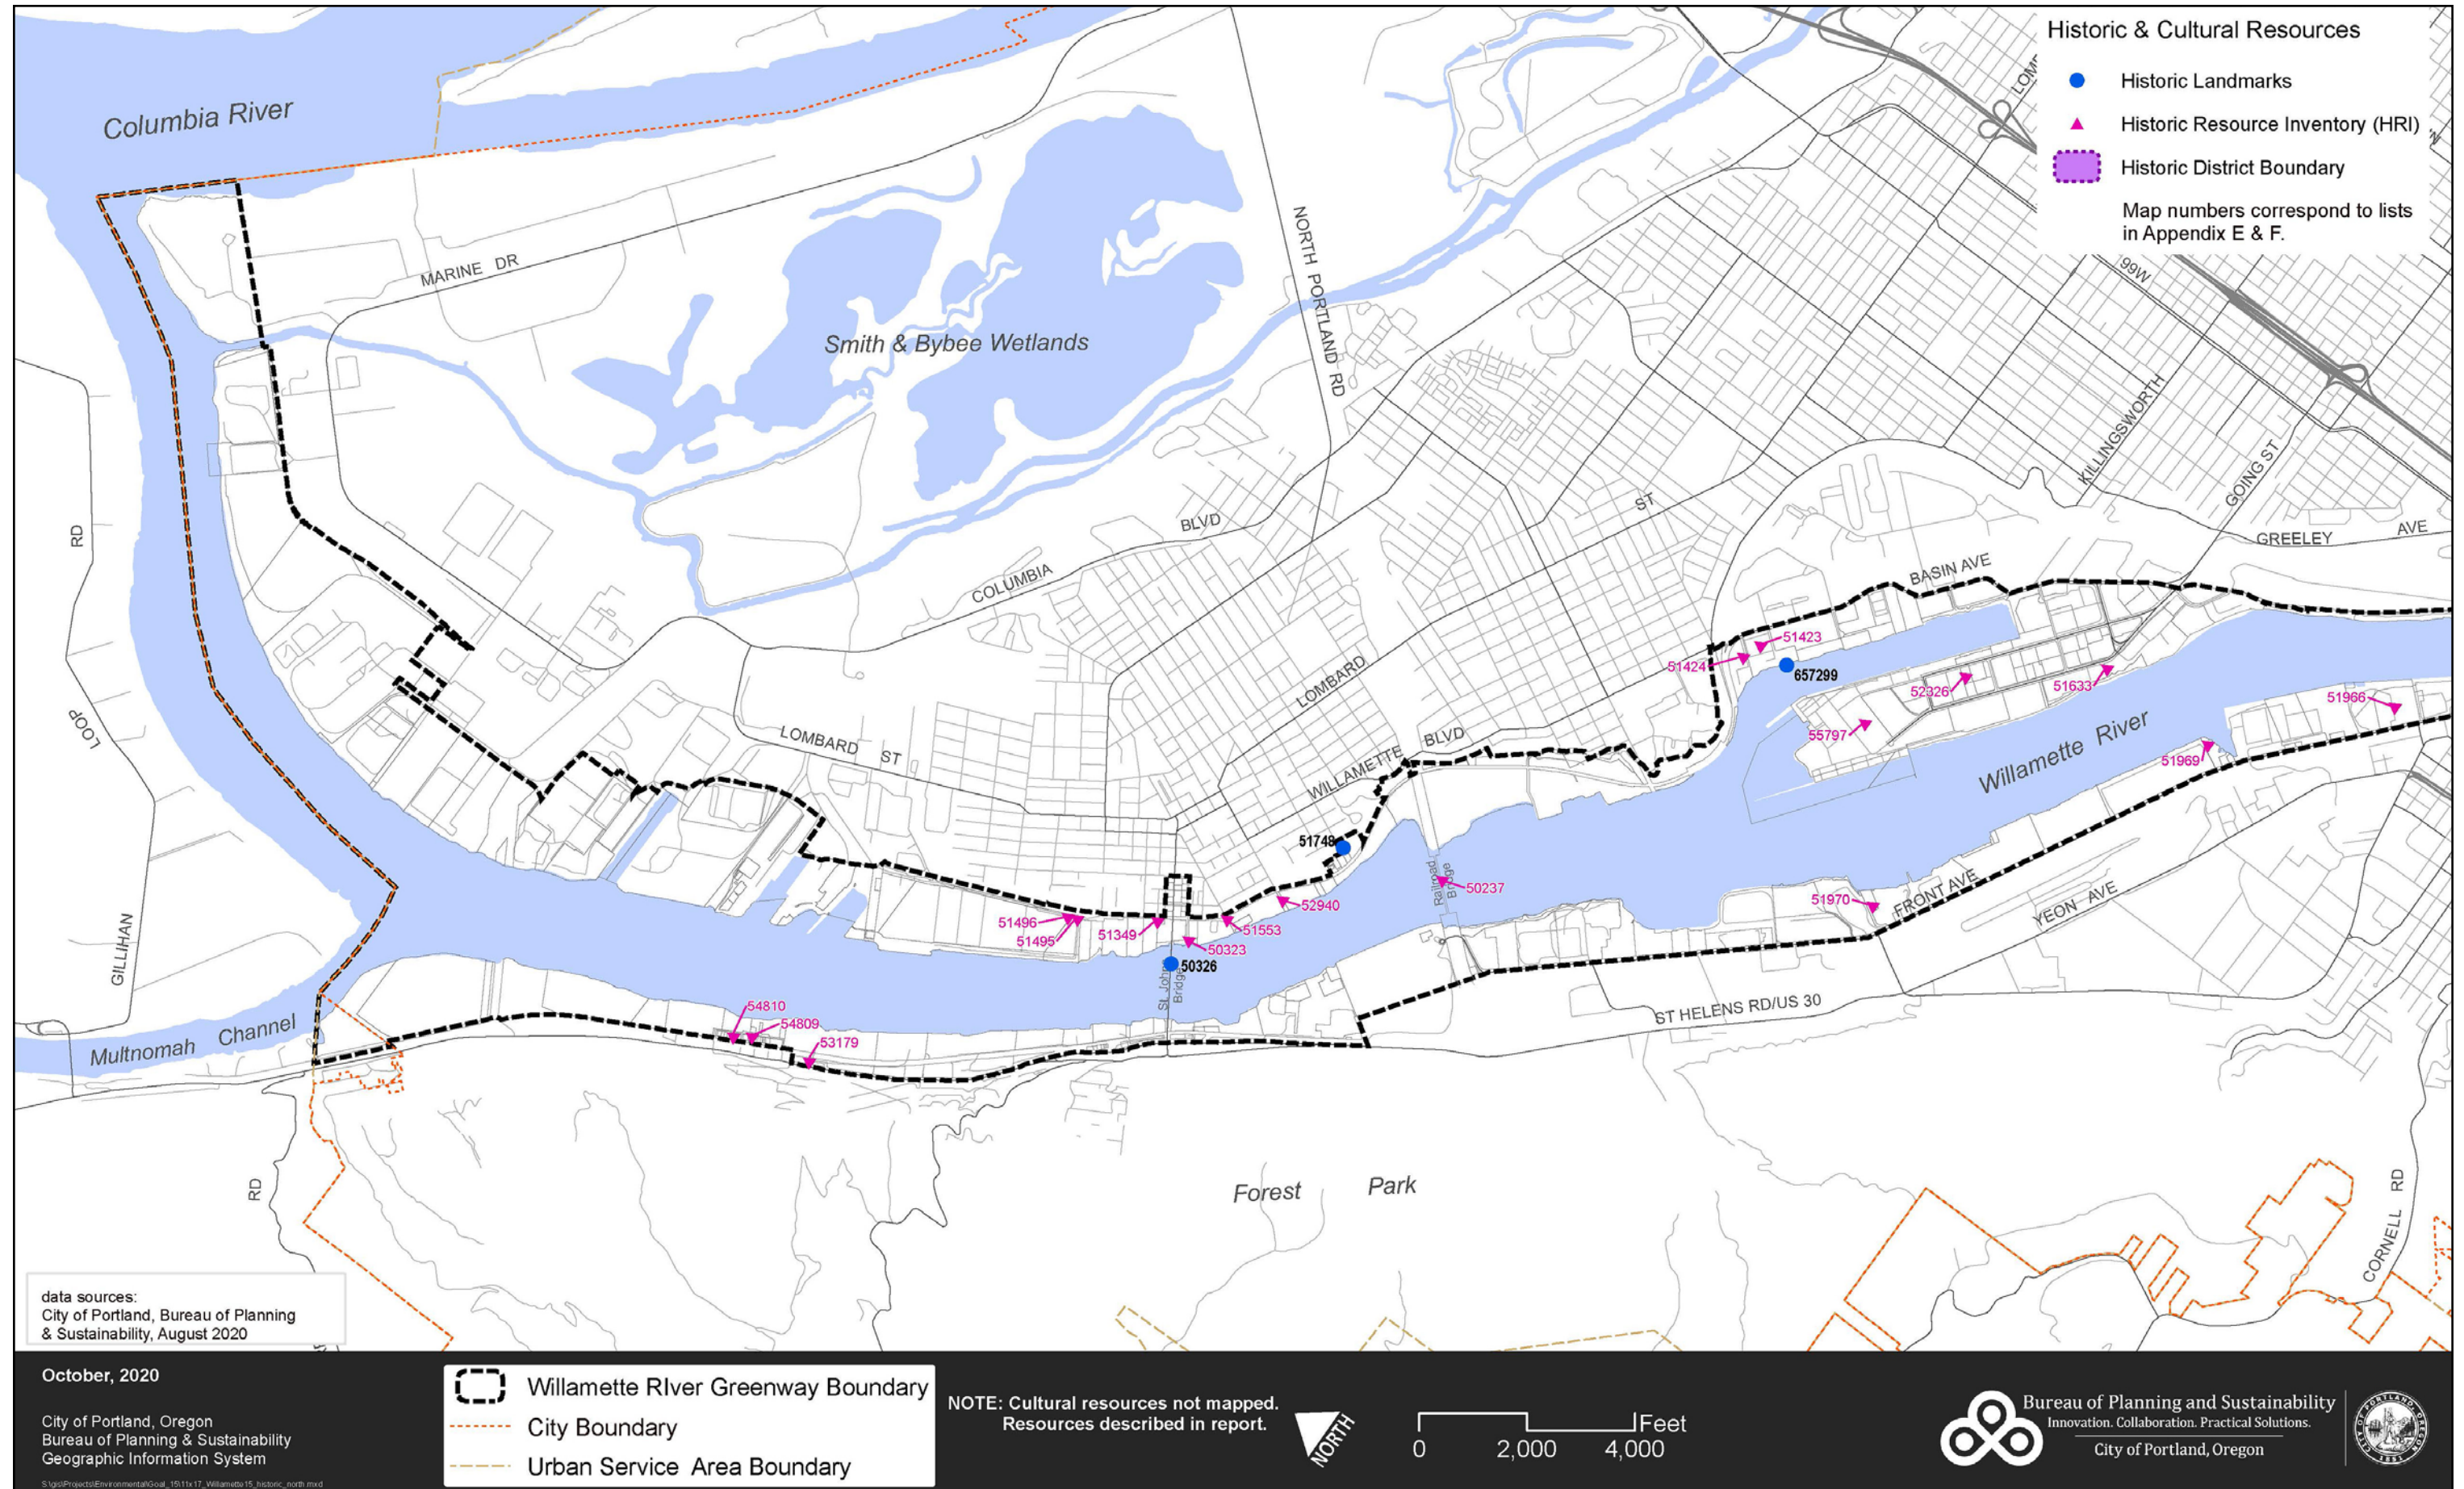 Historic & Cultural Resources
Historic Landmarks
Historic Resource Inventory (HRI)
Historic District Boundary
Map numbers correspond to lists
in Appendix E & F.
Columbia River
MARINE DR
Smith & Bybee Wetlands
NORTH PORTLAND RD
99W
KILLINGSWORTH
GOING ST
GREELEY AVE
BASIN AVE
ST
BLVD
COLUMBIA
RD
LOOP
GILLIHAN
LOMBARD
LOMBARD ST
WILLAMETTE BLVD
51423
51424
657299
52326
51633
55797
51966
51969
Willamette River
51748
50237
Railroad
Bridge
52940
51970
FRONT AVE
YEON AVE
51496
51495
51349
51553
50323
50326
St. Johns
Bridge
54810
54809
53179
Multnomah Channel
ST HELENS RD/US 30
RD
Forest Park
CORNELL RD
data sources:
City of Portland, Bureau of Planning
& Sustainability, August 2020
October, 2020
City of Portland, Oregon
Bureau of Planning & Sustainability
Geographic Information System
Willamette RIver Greenway Boundary
City Boundary
Urban Service Area Boundary
NOTE: Cultural resources not mapped.
Resources described in report.
NORTH
Feet
0 2,000 4,000
Bureau of Planning and Sustainability
Innovation. Collaboration. Practical Solutions.
City of Portland, Oregon